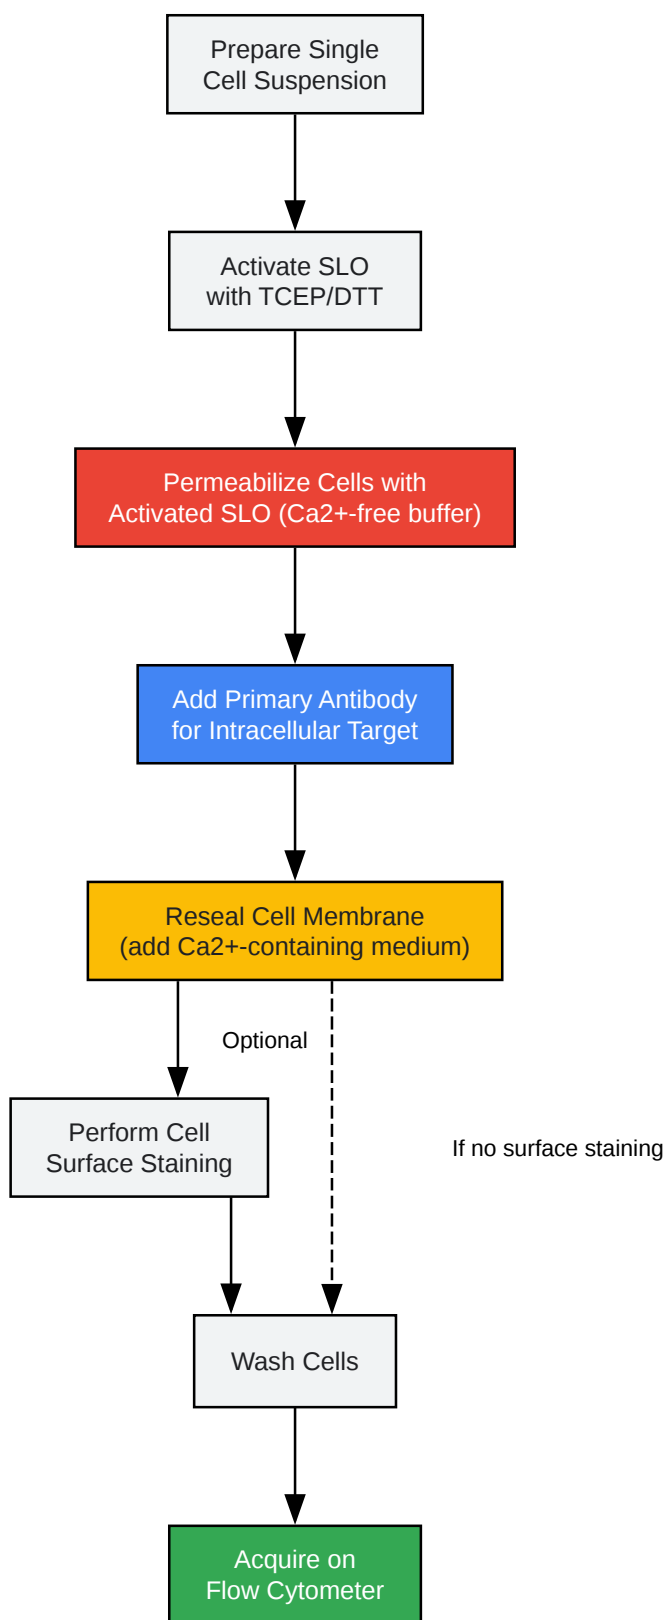 Prepare Single
Cell Suspension
Activate SLO
with TCEP/DTT
Permeabilize Cells with
Activated SLO (Ca2+-free buffer)
Add Primary Antibody
for Intracellular Target
Reseal Cell Membrane
(add Ca2+-containing medium)
Optional
Perform Cell
Surface Staining
If no surface staining
Wash Cells
Acquire on
Flow Cytometer